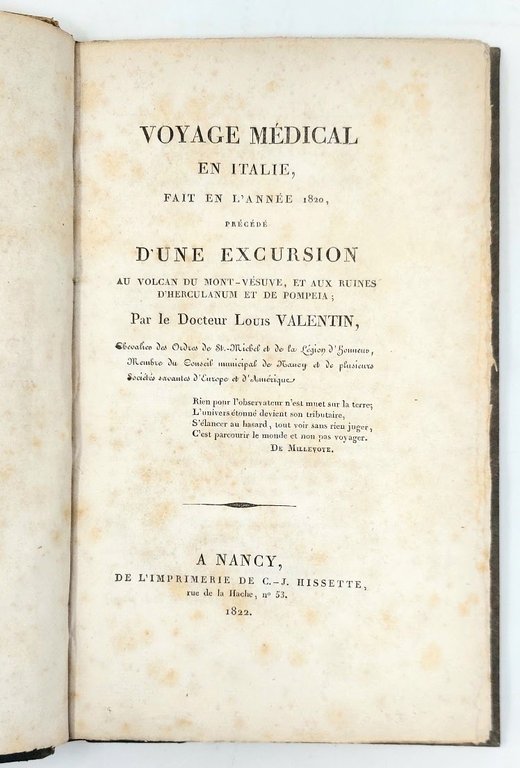 VOYAGE MÉDICAL
EN ITALIE,
FAIT EN L'ANNÉE 1820,
PRÉCÉDÉ
D'UNE EXCURSION
AU VOLCAN DU MONT-VÉSUVE, ET AUX RUINES
D'HERCULANUM ET DE POMPEIA;
Par le Docteur LOUIS VALENTIN,
Chevalier des Ordres de St.-Michel et de la Légion d'Honneur,
Membre du Conseil municipal de Nancy et de plusieurs
Sociétés savantes d'Europe et d'Amérique.
Rien pour l'observateur n'est muet sur la terre;
L'univers étonné devient son tributaire,
S'élancer au hasard, tout voir sans rien juger,
C'est parcourir le monde et non pas voyager.
DE MILLEVOYE.
A NANCY,
DE L'IMPRIMERIE DE C.-J. HISSETTE,
rue de la Hache, nº 53.
1822.